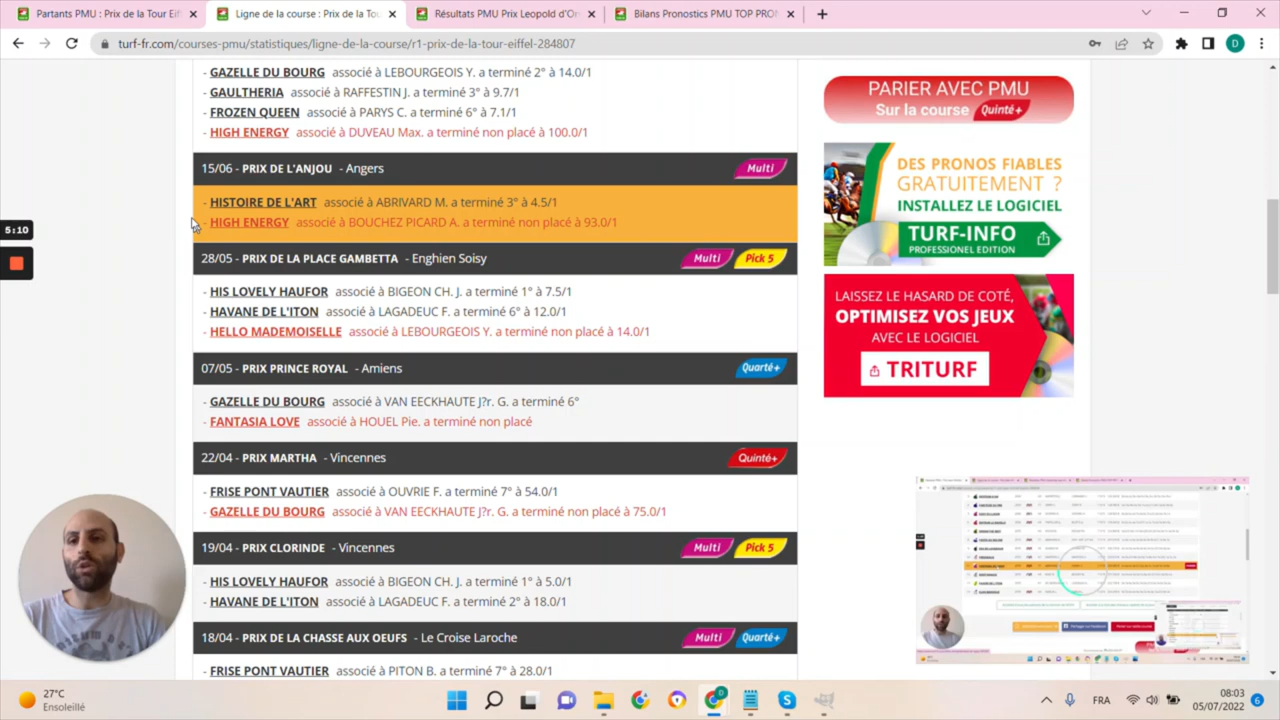 Partants PMU : Prix de la Tour Eiff
Ligne de la course : Prix de la Tou
Résultats PMU Prix Leopold d'Or
Bilans Pronostics PMU TOP PRON
turf-fr.com/courses-pmu/statistiques/ligne-de-la-course/r1-prix-de-la-tour-eiffel-284807
D
- GAZELLE DU BOURG associé à LEBOURGEOIS Y. a terminé 2° à 14.0/1
- EZULTHERIA associé à RAFFESTIN J. a terminé 3° à 9.7/1
- FROZEN QUEEN associé à PARYS C. a terminé 6° à 7.1/1
- HIGH ENERGY associé à DUVEAU Max. a terminé non placé à 100.0/1
15/06 - PRIX DE L'ANJOU - Angers
Multi
- HISTOIRE DE L'ART associé à ABRIVARD M. a terminé 3° à 4.5/1
- HIGH ENERGY associé à BOUCHEZ PICARD A. a terminé non placé à 93.0/1
28/05 - PRIX DE LA PLACE GAMBETTA - Enghien Soisy
Multi
Pick 5
- HIS LOVELY HAUFOR associé à BIGEON CH. J. a terminé 1° à 7.5/1
- HAVANE DE L'ITON associé à LAGADEUC F. a terminé 6° à 12.0/1
- HELLO MADEMOISELLE associé à LEBOURGEOIS Y. a terminé non placé à 14.0/1
07/05 - PRIX PRINCE ROYAL - Amiens
Quarté+
- GAZELLE DU BOURG associé à VAN EECKHAUTE J?r. G. a terminé 6°
- FANTASIA LOVE associé à HOUEL Pie. a terminé non placé
22/04 - PRIX MARTHA - Vincennes
Quinté+
- FRISE PONT VAUTIER associé à OUVRIE F. a terminé 7° à 54.0/1
GAZELLE DU BOURG associé à VAN EECKHAUTE J?r. G. a terminé non placé à 75.0/1
19/04 - PRIX CLOTHILDE - Vincennes
Multi
Pick 5
HIS LOVELY HAUFOR associé à BIGEON CH. J. a terminé 1° à 5.0/1
HAVANE DE L'ITON a terminé 2° à 18.0/1
18/04 - PRIX DE LA CHASSE AU TRESOR - Le Croise Laroche
Multi
Quarté+
- FRISE PONT VAUTIER associé à PITON B. a terminé 7° à 28.0/1
PARIER AVEC PMU
Sur la course Quinté+
DES PRONOS FIABLES
GRATUITEMENT ?
INSTALLEZ LE LOGICIEL
TURF-INFO
PROFESSIONEL EDITION
LAISSEZ LE HASARD DE COTÉ,
OPTIMISEZ VOS JEUX
AVEC LE LOGICIEL
TRITURF
5:10
27°C
Ensoleillé
D
FRA
08:03
05/07/2022
6